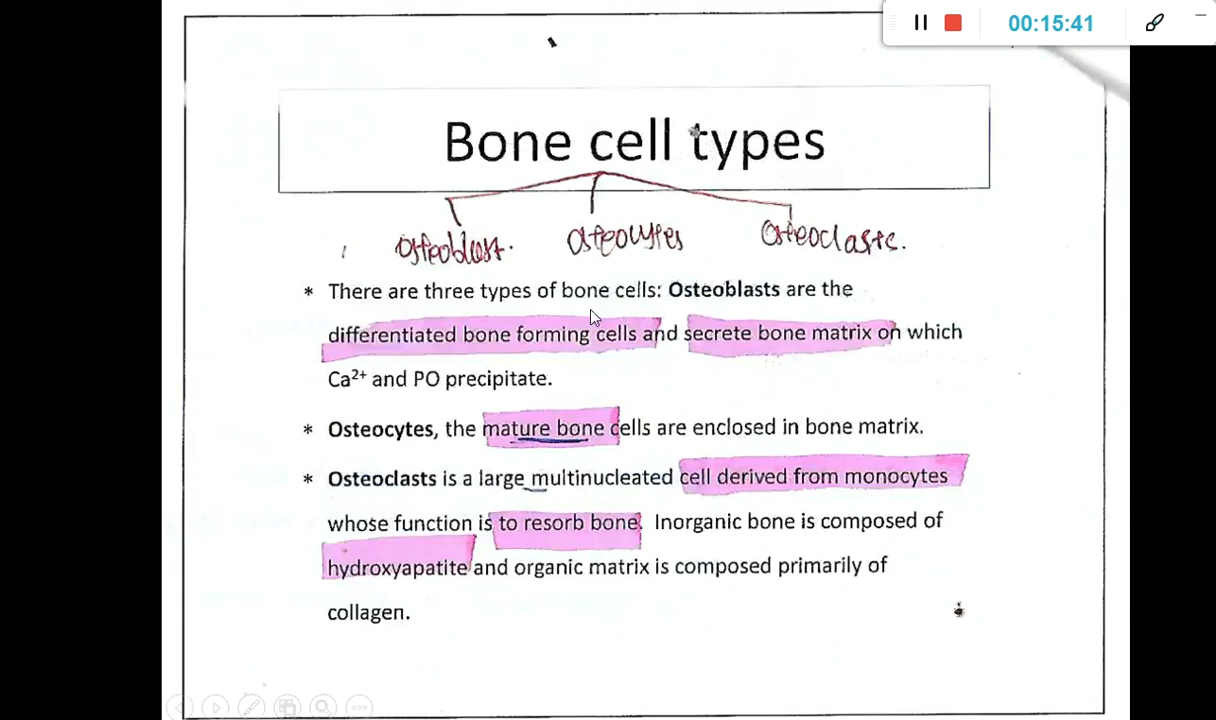 00:15:41
Bone cell types
Osteoblast. Osteocytes Osteoclastc.
* There are three types of bone cells: Osteoblasts are the
differentiated bone forming cells and secrete bone matrix on which
Ca²⁺ and PO precipitate.
* Osteocytes, the mature bone cells are enclosed in bone matrix.
* Osteoclasts is a large multinucleated cell derived from monocytes
whose function is to resorb bone. Inorganic bone is composed of
hydroxyapatite and organic matrix is composed primarily of
collagen.